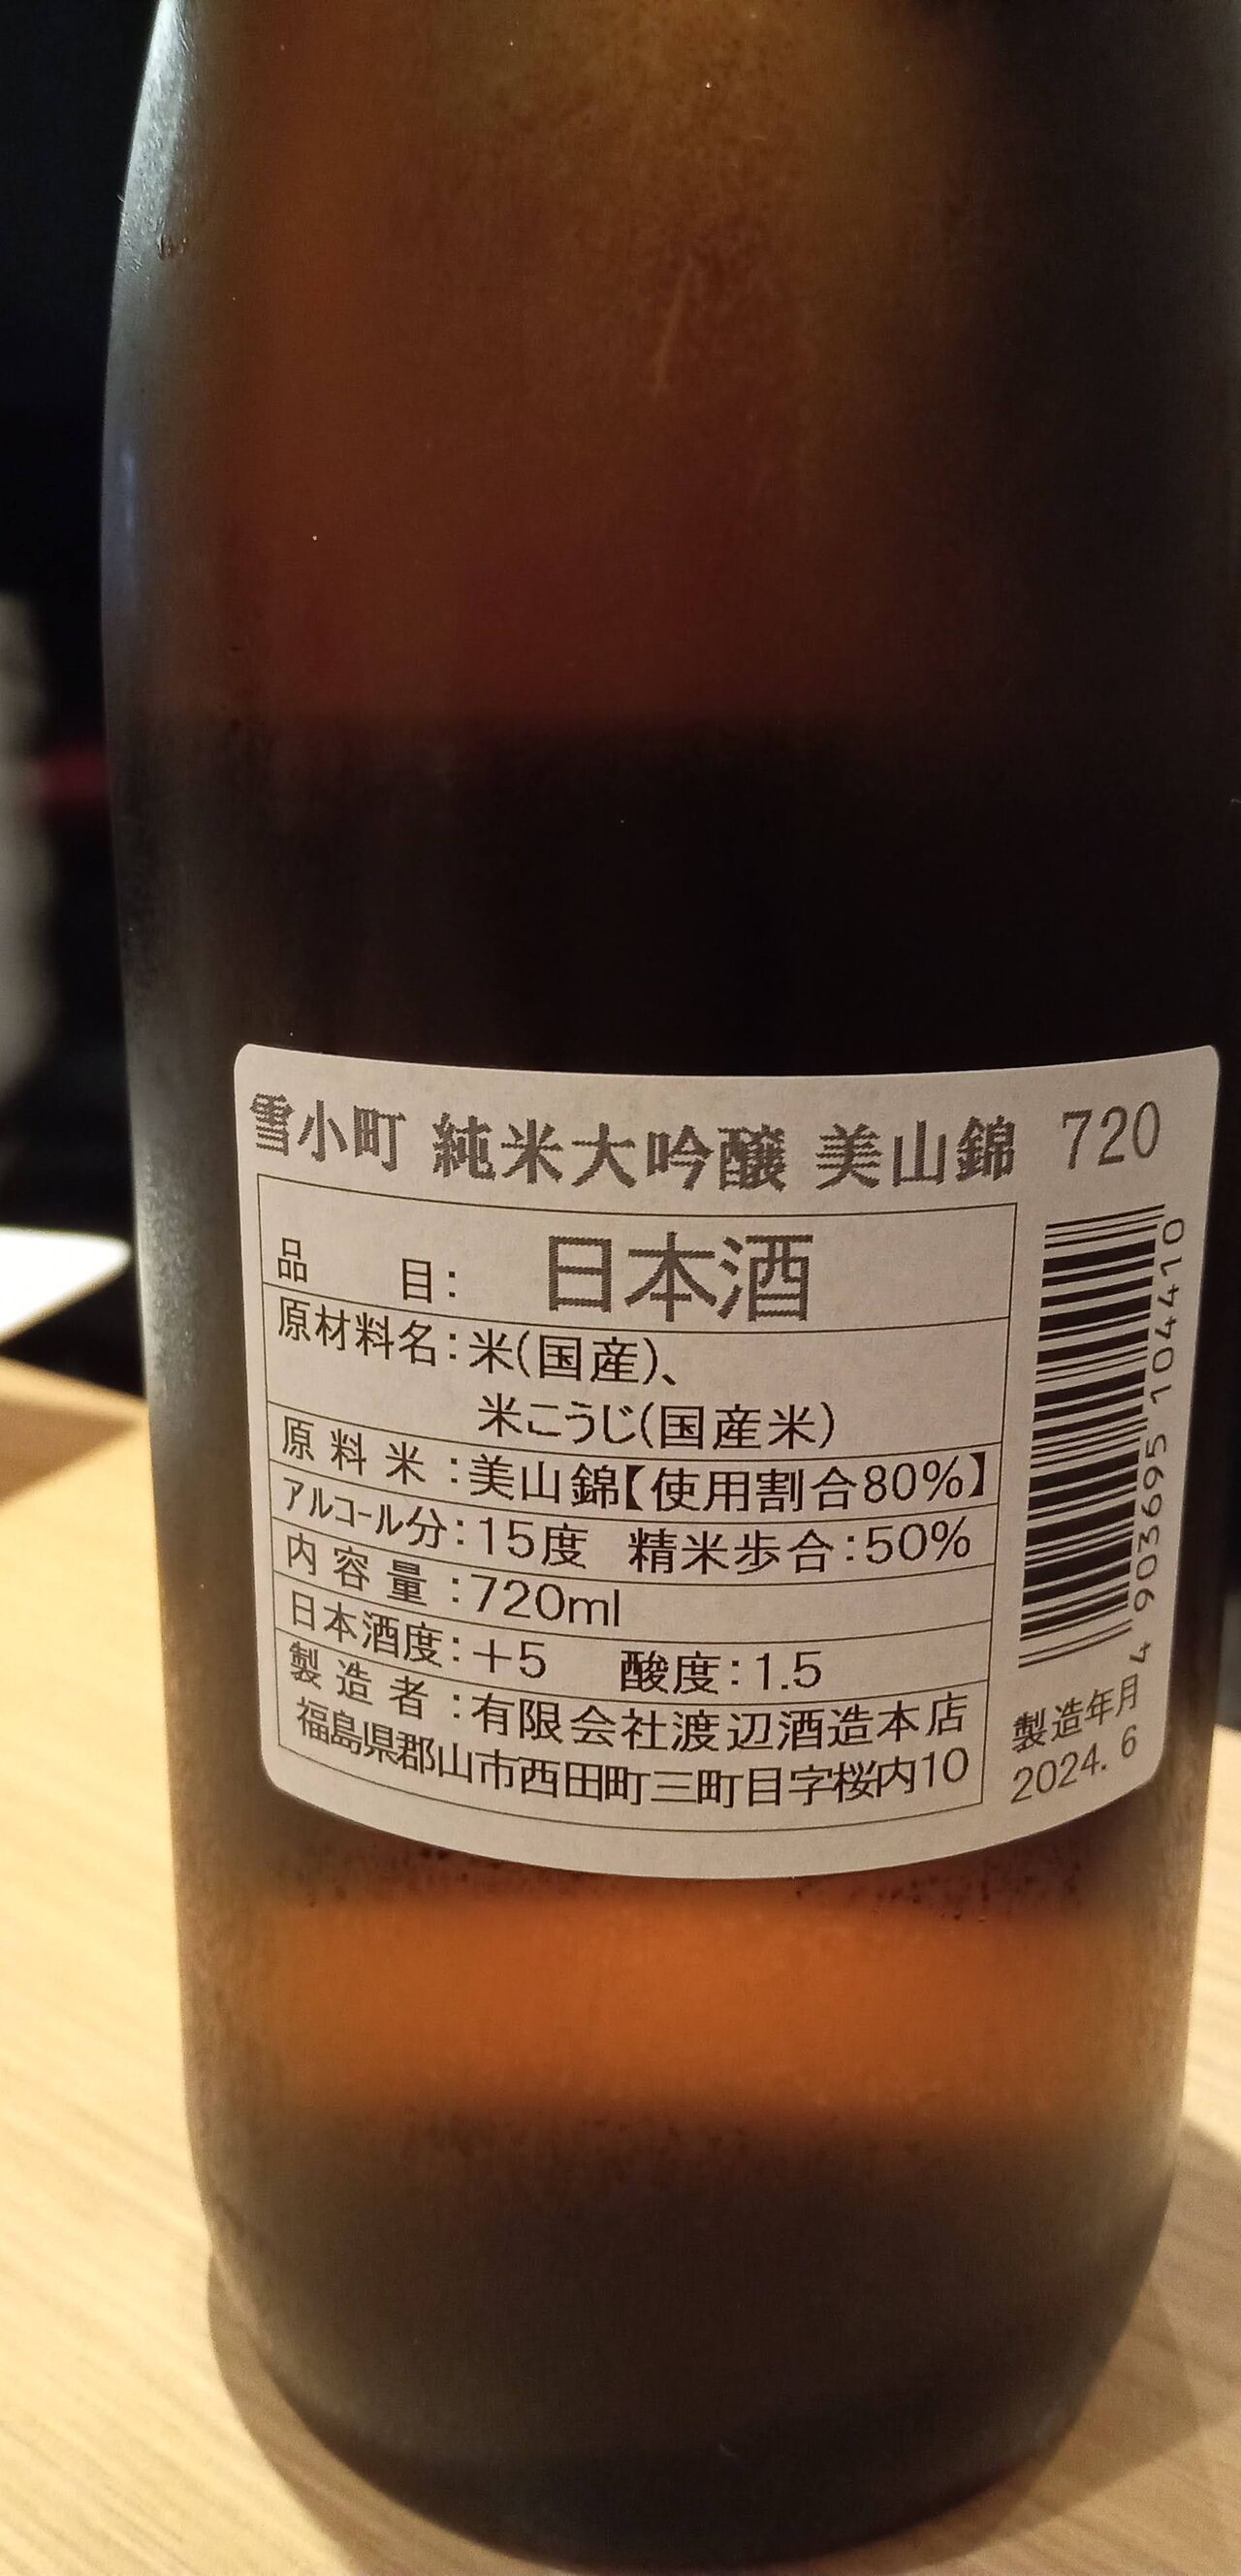 雪小町 純米大吟醸 美山錦 720
品 目: 日本酒
原材料名:米(国産)、
米こうじ(国産米)
原料米:美山錦【使用割合80%】
アルコール分:15度 精米歩合:50%
内容量:720ml
日本酒度:+5 酸度:1.5
製造者:有限会社渡辺酒造本店
福島県郡山市西田町三町目字桜内10
4 903695 104410
製造年月
2024. 6